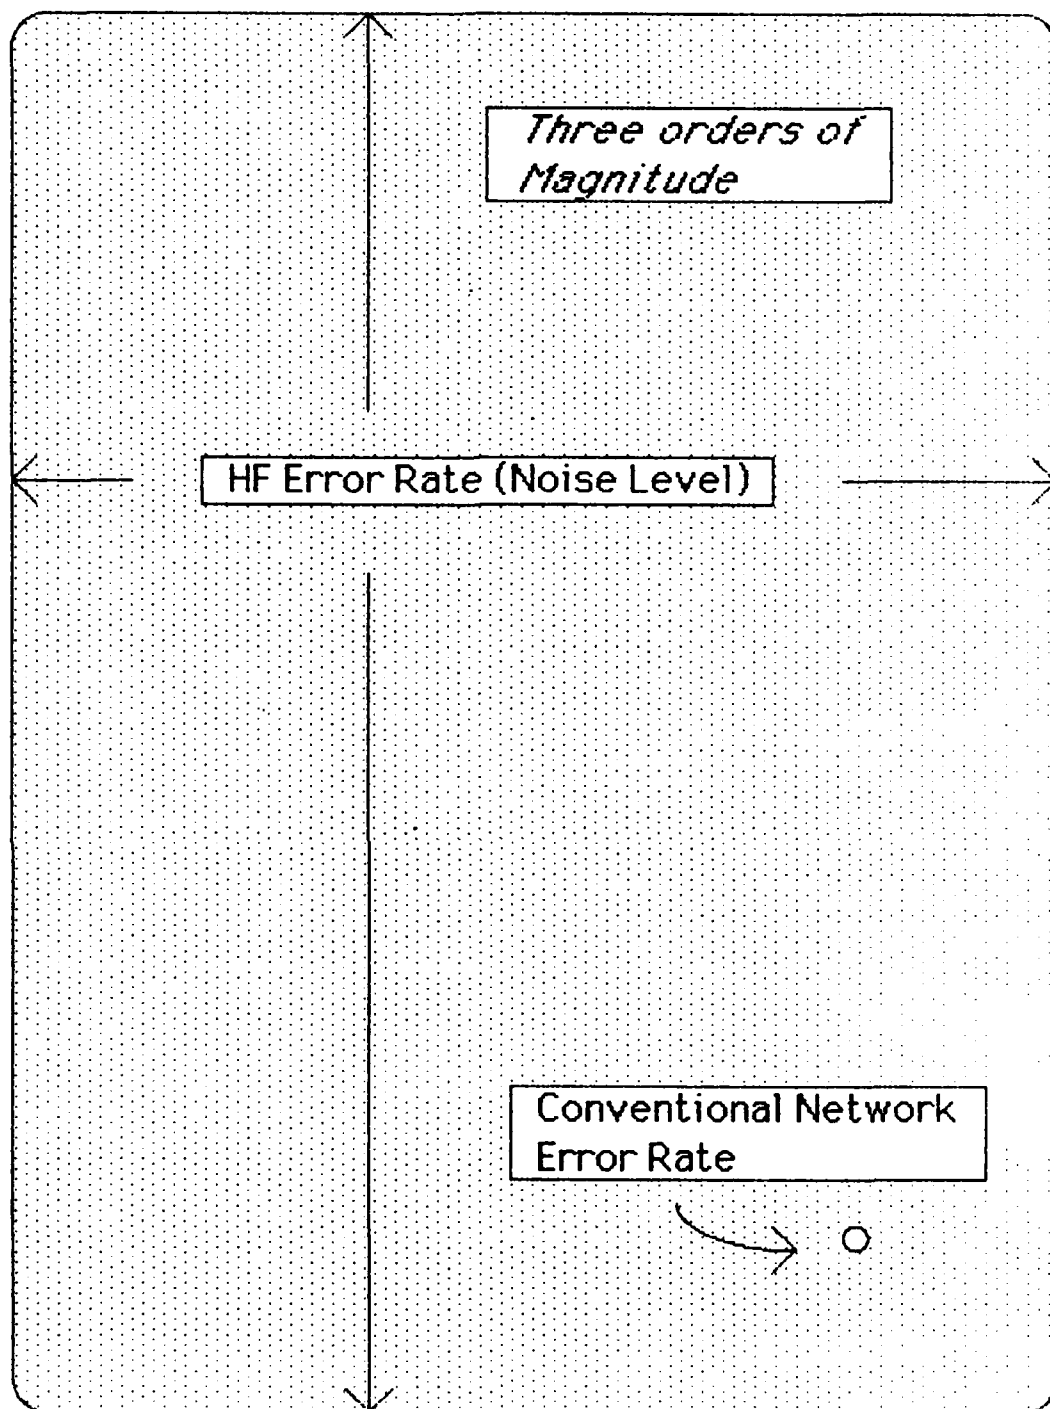 Three orders of
Magnitude
HF Error Rate (Noise Level)
Conventional Network
Error Rate